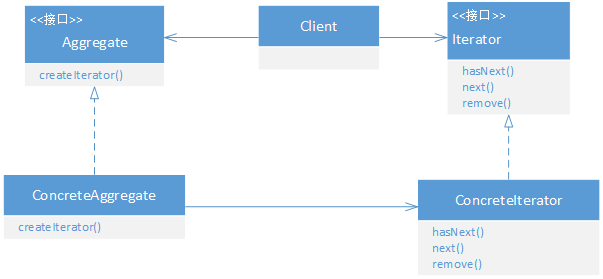 <<接口>>
Aggregate
createIterator()
Client
<<接口>>
Iterator
hasNext()
next()
remove()
ConcreteAggregate
createIterator()
ConcreteIterator
hasNext()
next()
remove()